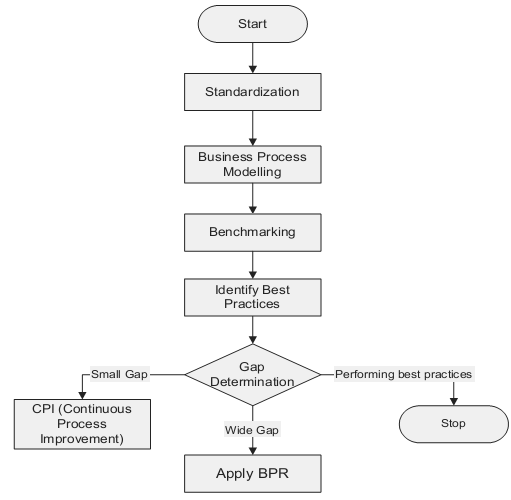 Start
Standardization
Business Process
Modelling
Benchmarking
Identify Best
Practices
Gap
Determination
Small Gap
Performing best practices
CPI (Continuous
Process
Improvement)
Wide Gap
Stop
Apply BPR